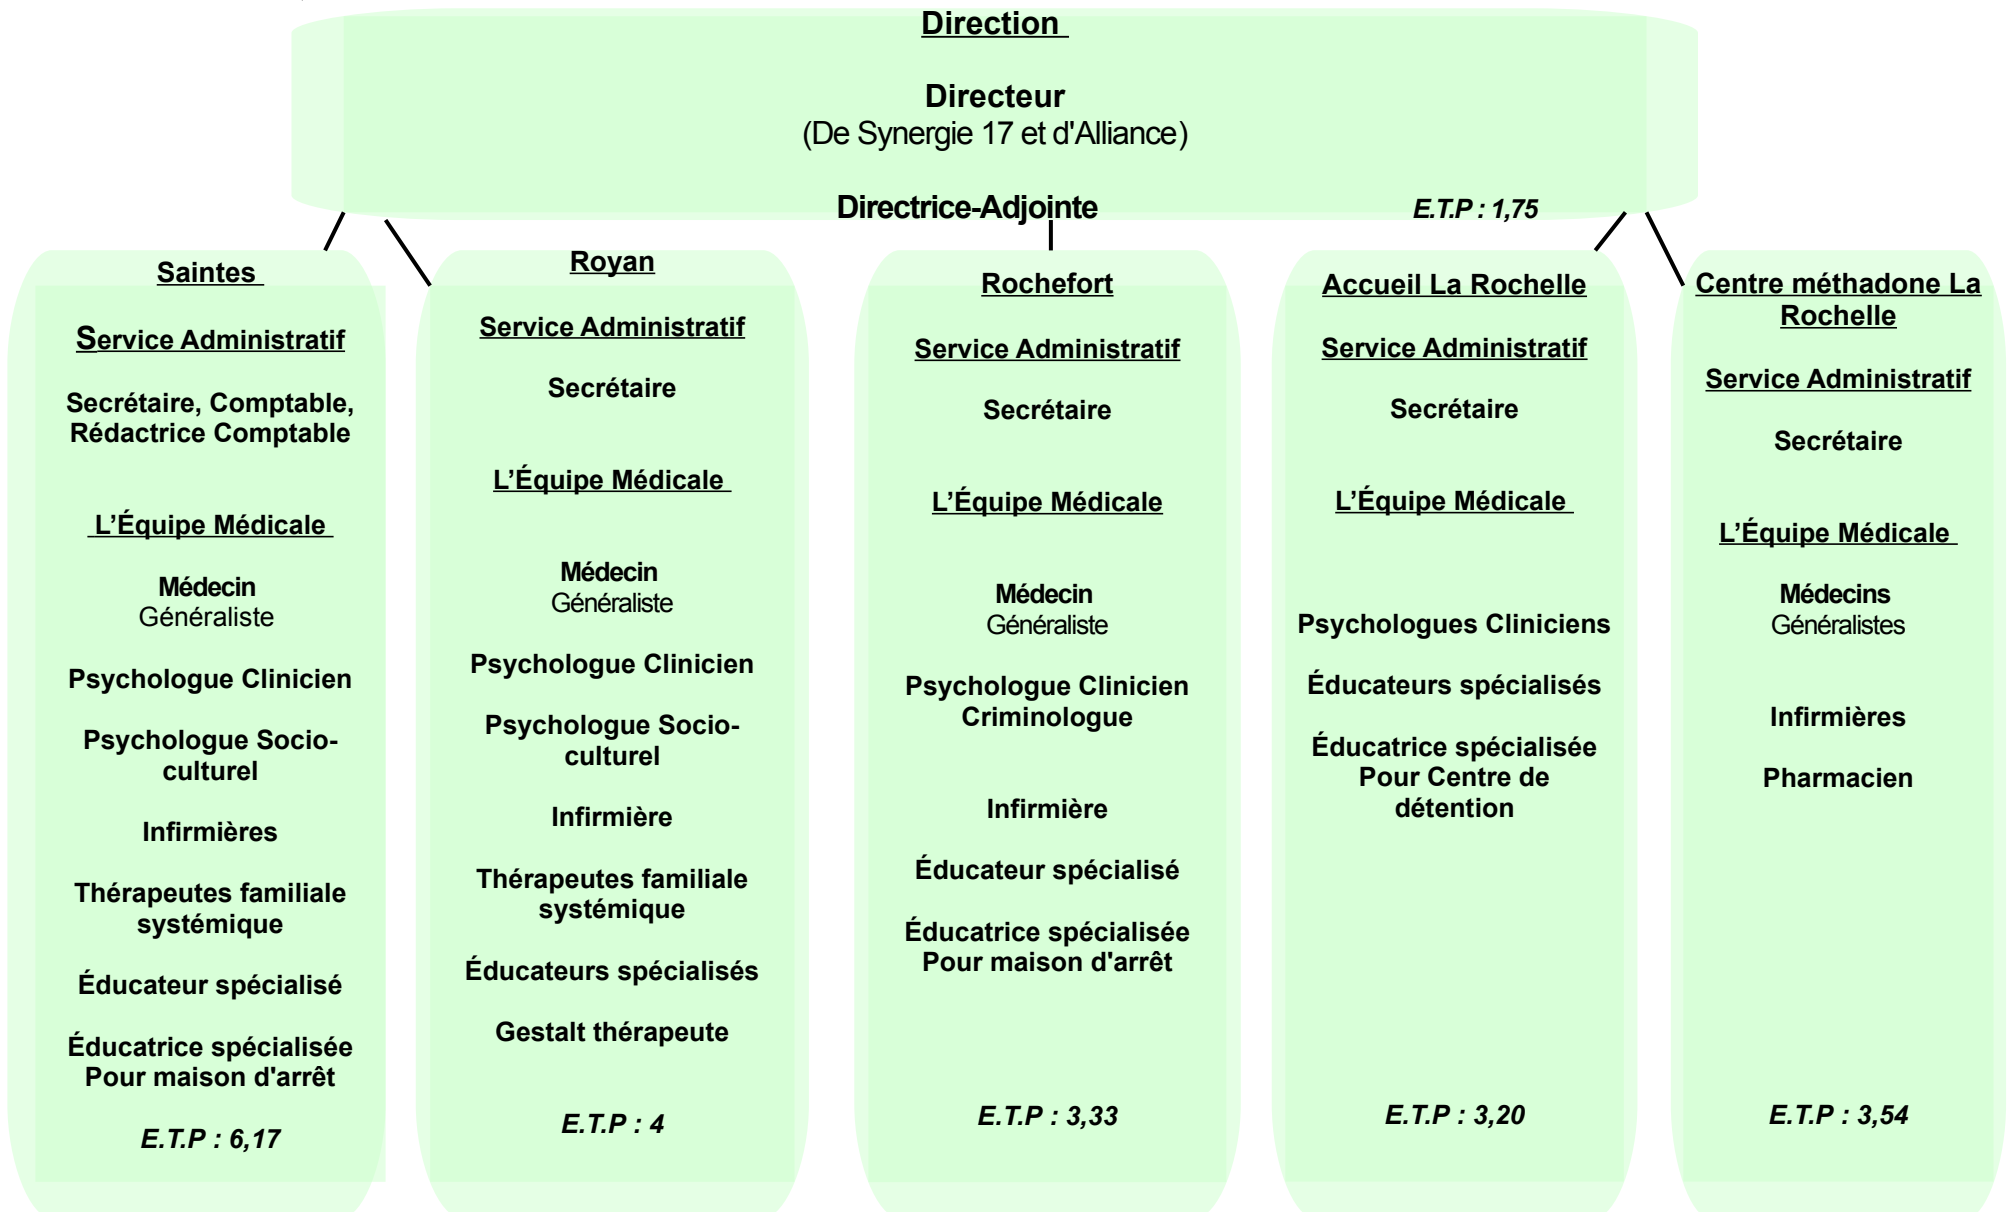 Direction
Directeur
(De Synergie 17 et d'Alliance)
Directrice-Adjointe
E.T.P : 1,75
Saintes
Service Administratif
Secrétaire, Comptable,
Rédactrice Comptable
L’Équipe Médicale
Médecin
Généraliste
Psychologue Clinicien
Psychologue Socio-
culturel
Infirmières
Thérapeutes familiale
systémique
Éducateur spécialisé
Éducatrice spécialisée
Pour maison d'arrêt
E.T.P : 6,17
Royan
Service Administratif
Secrétaire
L’Équipe Médicale
Médecin
Généraliste
Psychologue Clinicien
Psychologue Socio-
culturel
Infirmière
Thérapeutes familiale
systémique
Éducateurs spécialisés
Gestalt thérapeute
E.T.P : 4
Rochefort
Service Administratif
Secrétaire
L’Équipe Médicale
Médecin
Généraliste
Psychologue Clinicien
Criminologue
Infirmière
Éducateur spécialisé
Éducatrice spécialisée
Pour maison d'arrêt
E.T.P : 3,33
Accueil La Rochelle
Service Administratif
Secrétaire
L’Équipe Médicale
Psychologues Cliniciens
Éducateurs spécialisés
Éducatrice spécialisée
Pour Centre de
détention
E.T.P : 3,20
Centre méthadone La
Rochelle
Service Administratif
Secrétaire
L’Équipe Médicale
Médecins
Généralistes
Infirmières
Pharmacien
E.T.P : 3,54